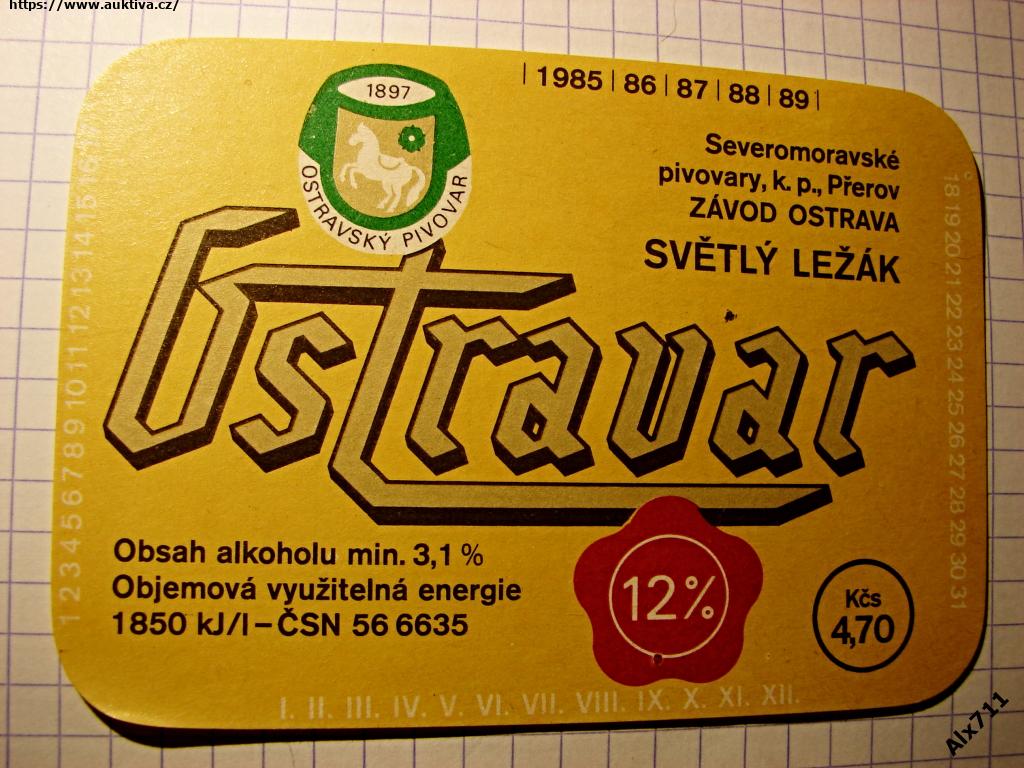 https://www.auktiva.cz/
| 1985 | 86 | 87 | 88 | 89 |
1897
OSTRAVSKÝ PIVOVAR
Severomoravské
pivovary, k. p., Přerov
ZÁVOD OSTRAVA
SVĚTLÝ LEŽÁK
Ostravar
Obsah alkoholu min. 3,1 %
Objemová využitelná energie
1850 kJ/l – ČSN 56 6635
12%
Kčs
4,70
1 2 3 4 5 6 7 8 9 10 11 12 13 14 15 16
18 19 20 21 22 23 24 25 26 27 28 29 30 31
I. II. III. IV. V. VI. VII. VIII. IX. X. XI. XII.
Alx711